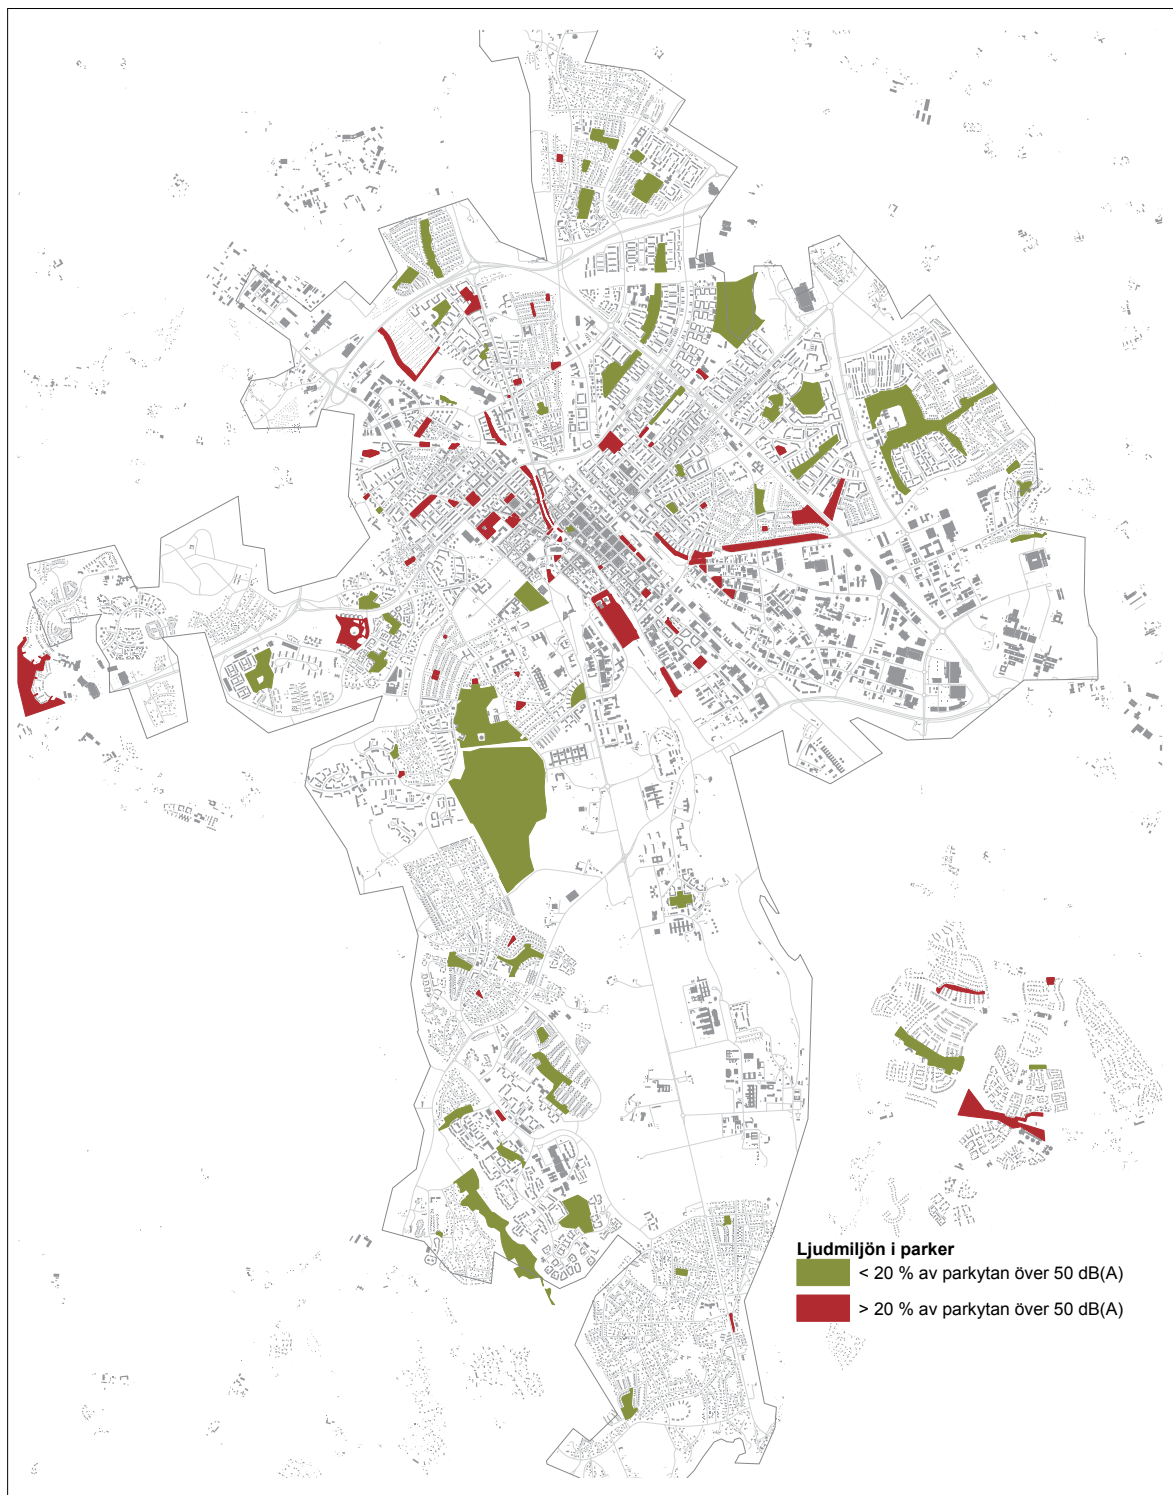 Ljudmiljön i parker
< 20 % av parkytan över 50 dB(A)
> 20 % av parkytan över 50 dB(A)